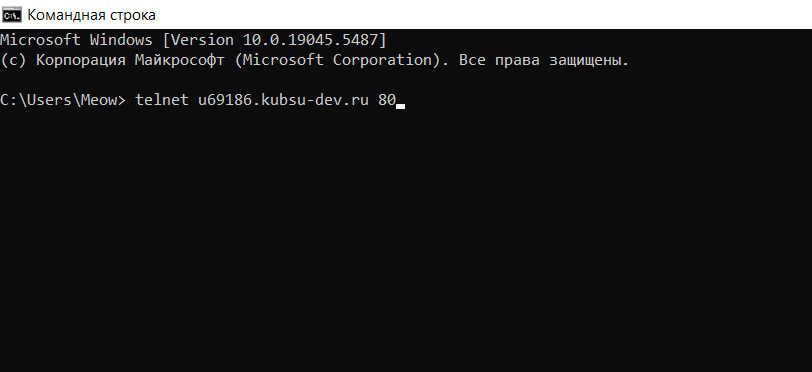 Командная строка
Microsoft Windows [Version 10.0.19045.5487]
(c) Корпорация Майкрософт (Microsoft Corporation). Все права защищены.
C:\Users\Meow> telnet u69186.kubsu-dev.ru 80